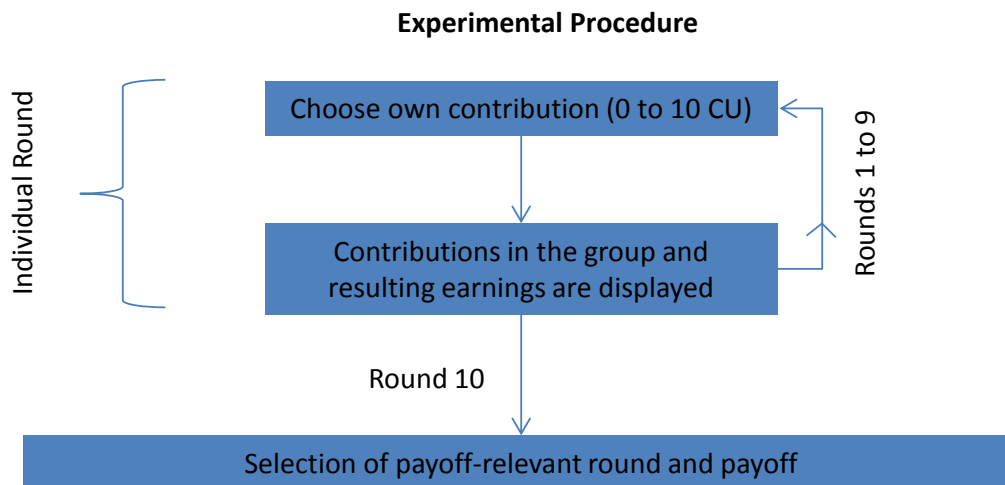 Experimental Procedure
Individual Round
Choose own contribution (0 to 10 CU)
Rounds 1 to 9
Contributions in the group and
resulting earnings are displayed
Round 10
Selection of payoff-relevant round and payoff